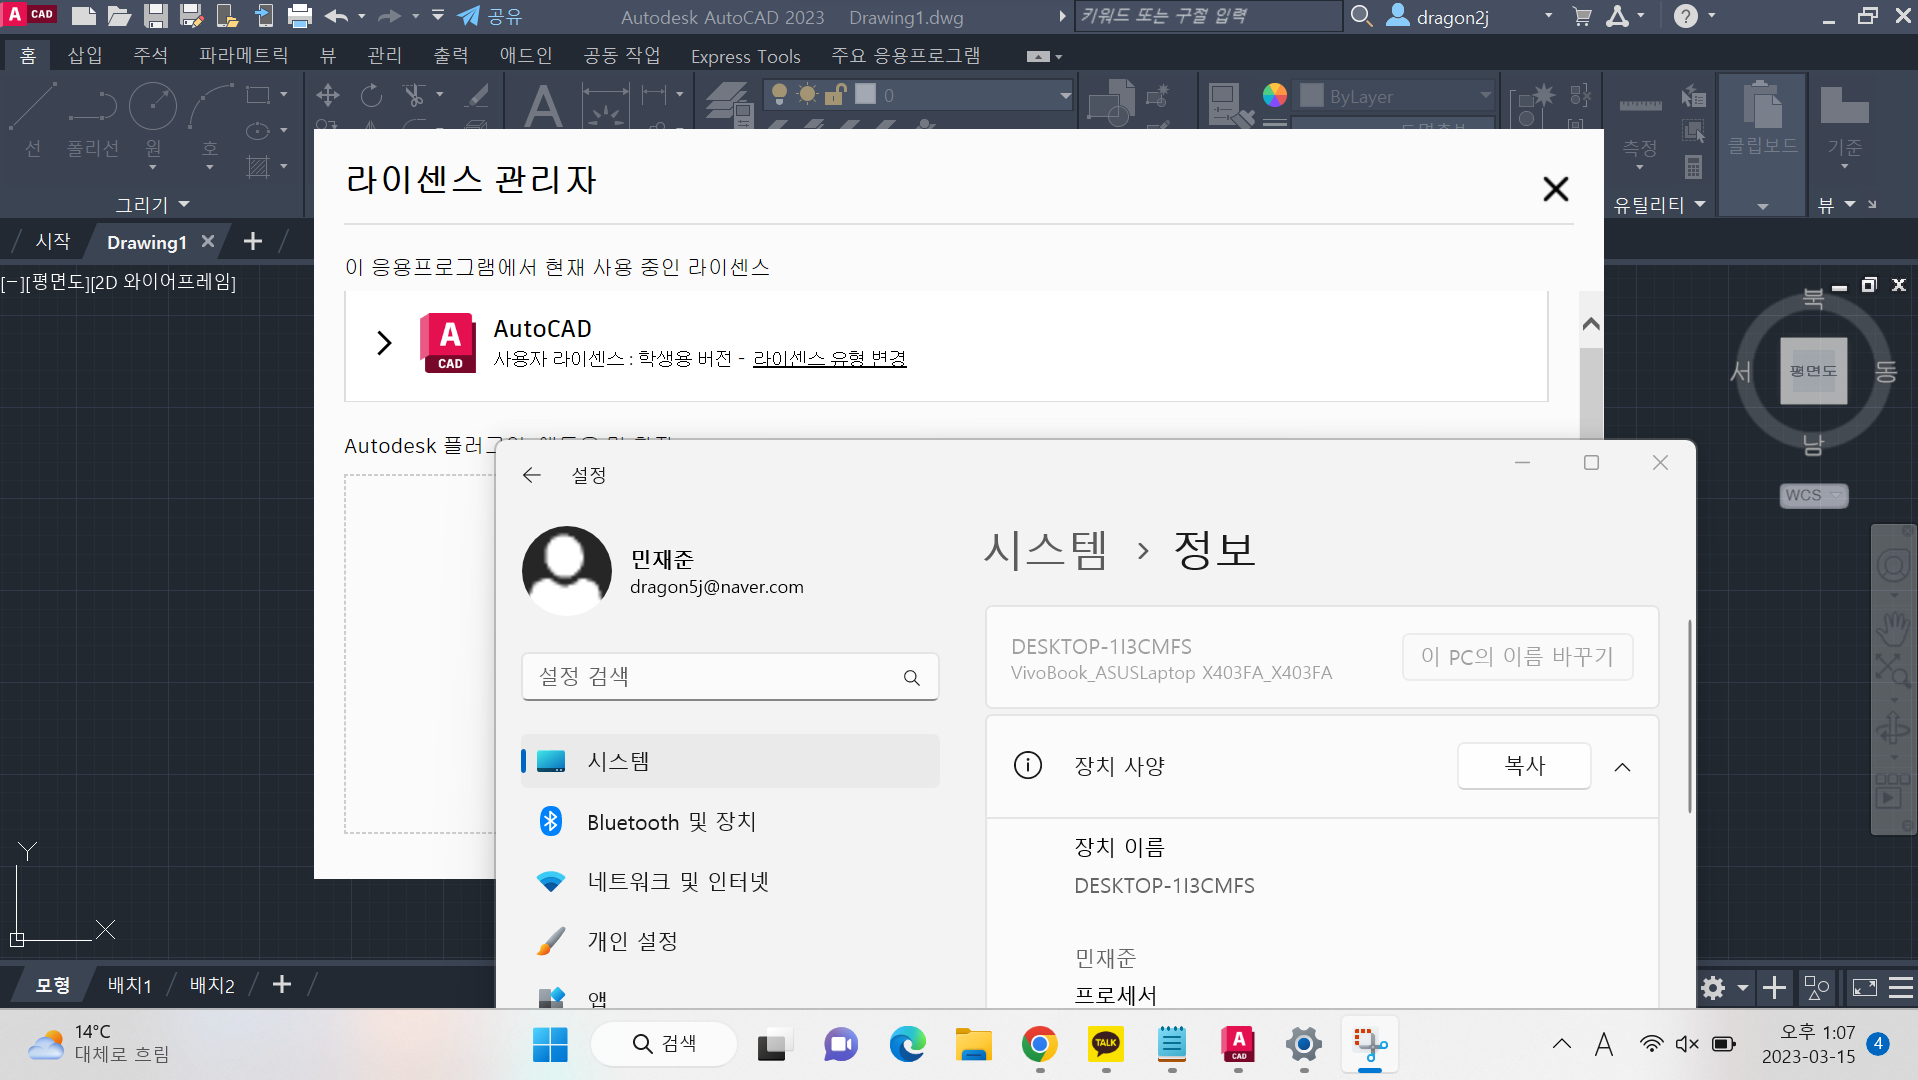 A CAD
공유
Autodesk AutoCAD 2023 Drawing1.dwg
키워드 또는 구절 입력
dragon2j
홈 삽입 주석 파라메트릭 뷰 관리 출력 애드인 공동 작업 Express Tools 주요 응용프로그램
0
ByLayer
선 폴리선 원 호
측정
클립보드
기준
그리기
유틸리티
뷰
시작
Drawing1
[−][평면도][2D 와이어프레임]
라이센스 관리자
이 응용프로그램에서 현재 사용 중인 라이센스
A CAD
AutoCAD
사용자 라이센스 : 학생용 버전 - 라이센스 유형 변경
Autodesk
북
서
평면도
동
남
WCS
설정
민재준
dragon5j@naver.com
설정 검색
시스템
Bluetooth 및 장치
네트워크 및 인터넷
개인 설정
앱
시스템 › 정보
DESKTOP-1I3CMFS
VivoBook_ASUSLaptop X403FA_X403FA
이 PC의 이름 바꾸기
장치 사양
복사
장치 이름
DESKTOP-1I3CMFS
민재준
프로세서
Y
X
모형 배치1 배치2
14°C
대체로 흐림
검색
TALK
A CAD
A
오후 1:07
2023-03-15
4